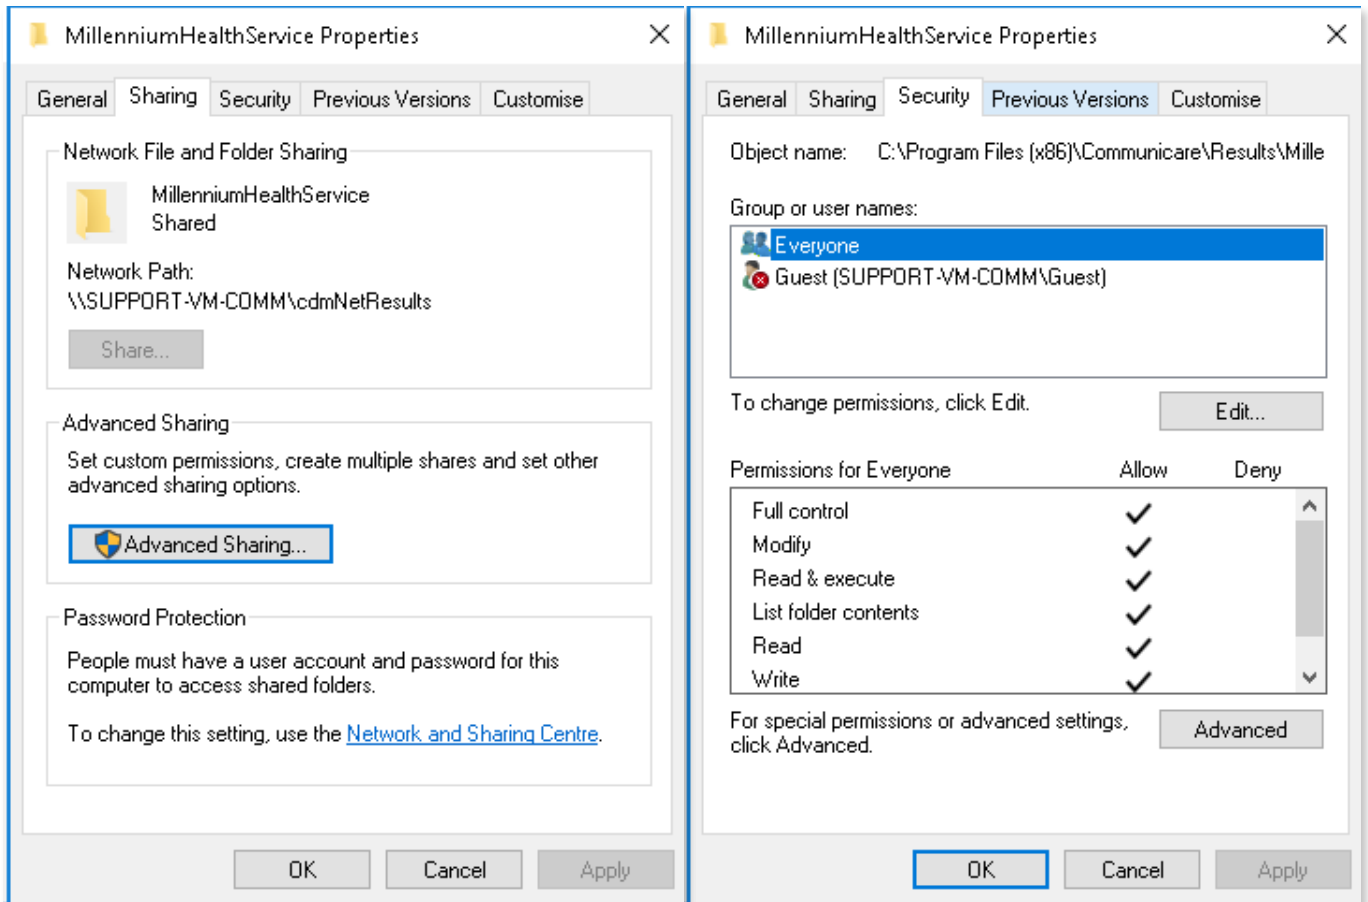 MillenniumHealthService Properties
General Sharing Security Previous Versions Customise
Network File and Folder Sharing
MillenniumHealthService
Shared
Network Path:
\\SUPPORT-VM-COMM\cdmNetResults
Share...
Advanced Sharing
Set custom permissions, create multiple shares and set other
advanced sharing options.
Advanced Sharing...
Password Protection
People must have a user account and password for this
computer to access shared folders.
To change this setting, use the Network and Sharing Centre.
OK Cancel Apply
MillenniumHealthService Properties
General Sharing Security Previous Versions Customise
Object name: C:\Program Files (x86)\Communicare\Results\Mille
Group or user names:
Everyone
Guest (SUPPORT-VM-COMM\Guest)
To change permissions, click Edit.
Edit...
Permissions for Everyone Allow Deny
Full control
Modify
Read & execute
List folder contents
Read
Write
For special permissions or advanced settings,
click Advanced.
Advanced
OK Cancel Apply